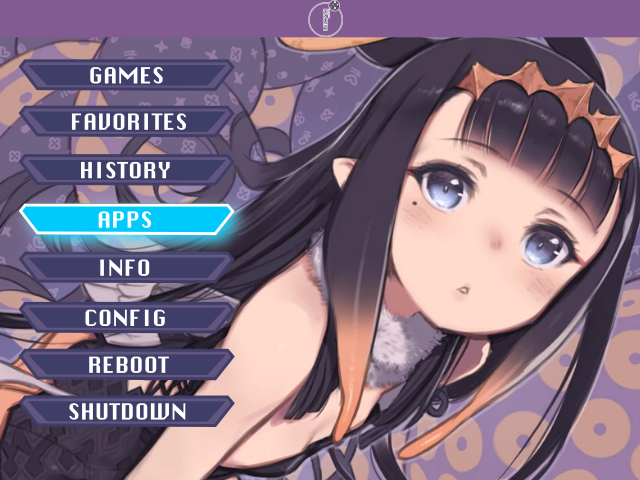 GAMES
FAVORITES
HISTORY
APPS
INFO
CONFIG
REBOOT
SHUTDOWN